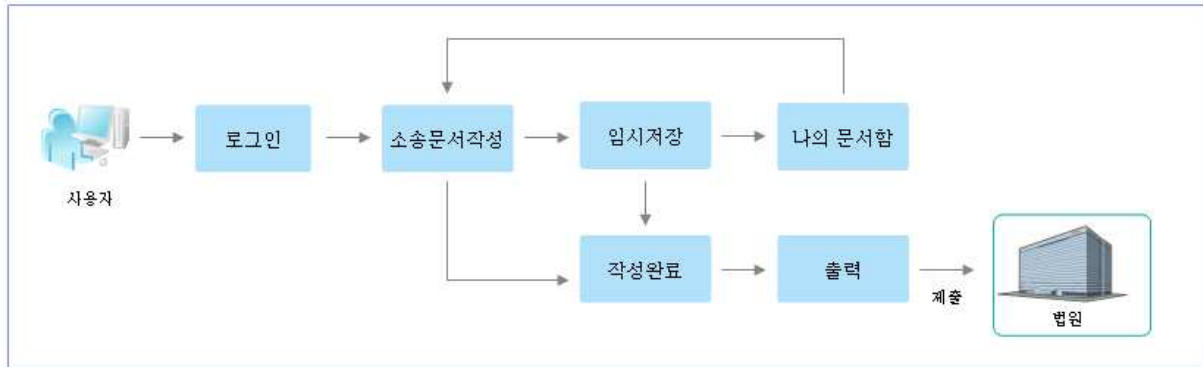 로그인
소송문서작성
임시저장
나의 문서함
사용자
작성완료
출력
제출
법원